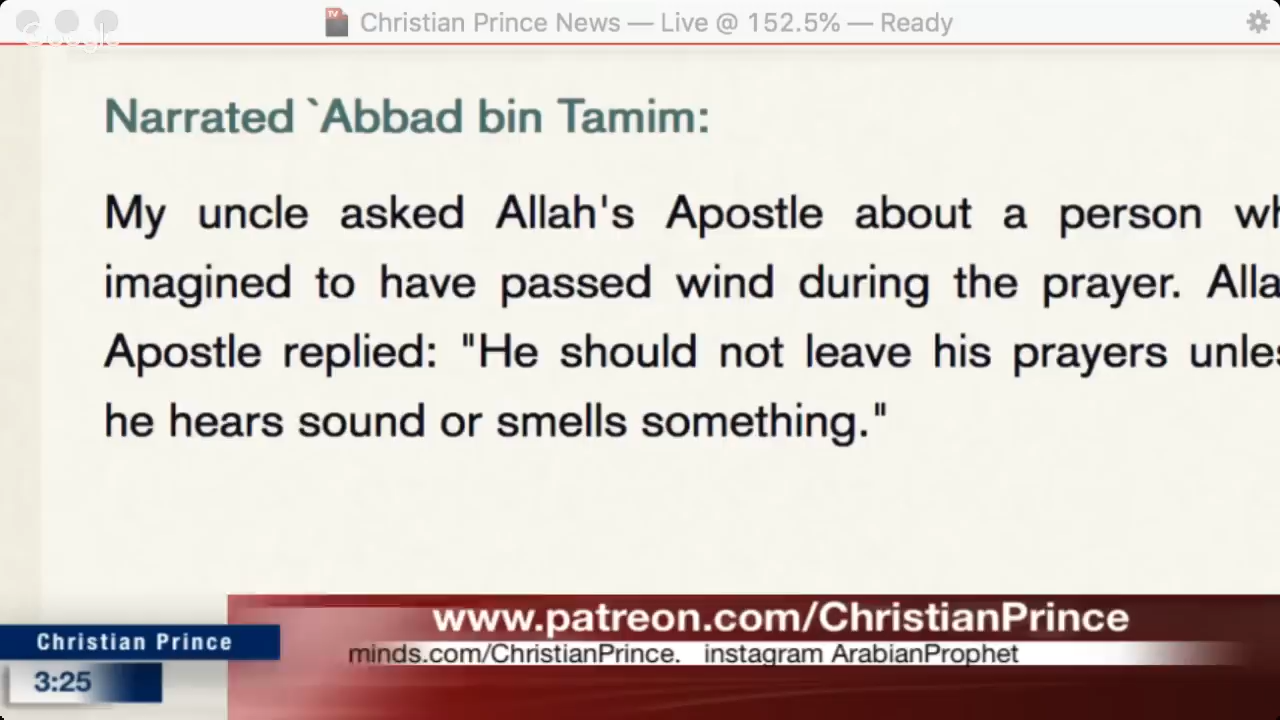 Christian Prince News — Live @ 152.5% — Ready
Google
Narrated `Abbad bin Tamim:
My uncle asked Allah's Apostle about a person
imagined to have passed wind during the prayer.
Apostle replied: "He should not leave his prayers
he hears sound or smells something."
www.patreon.com/ChristianPrince
Christian Prince
minds.com/ChristianPrince. instagram ArabianProphet
3:25